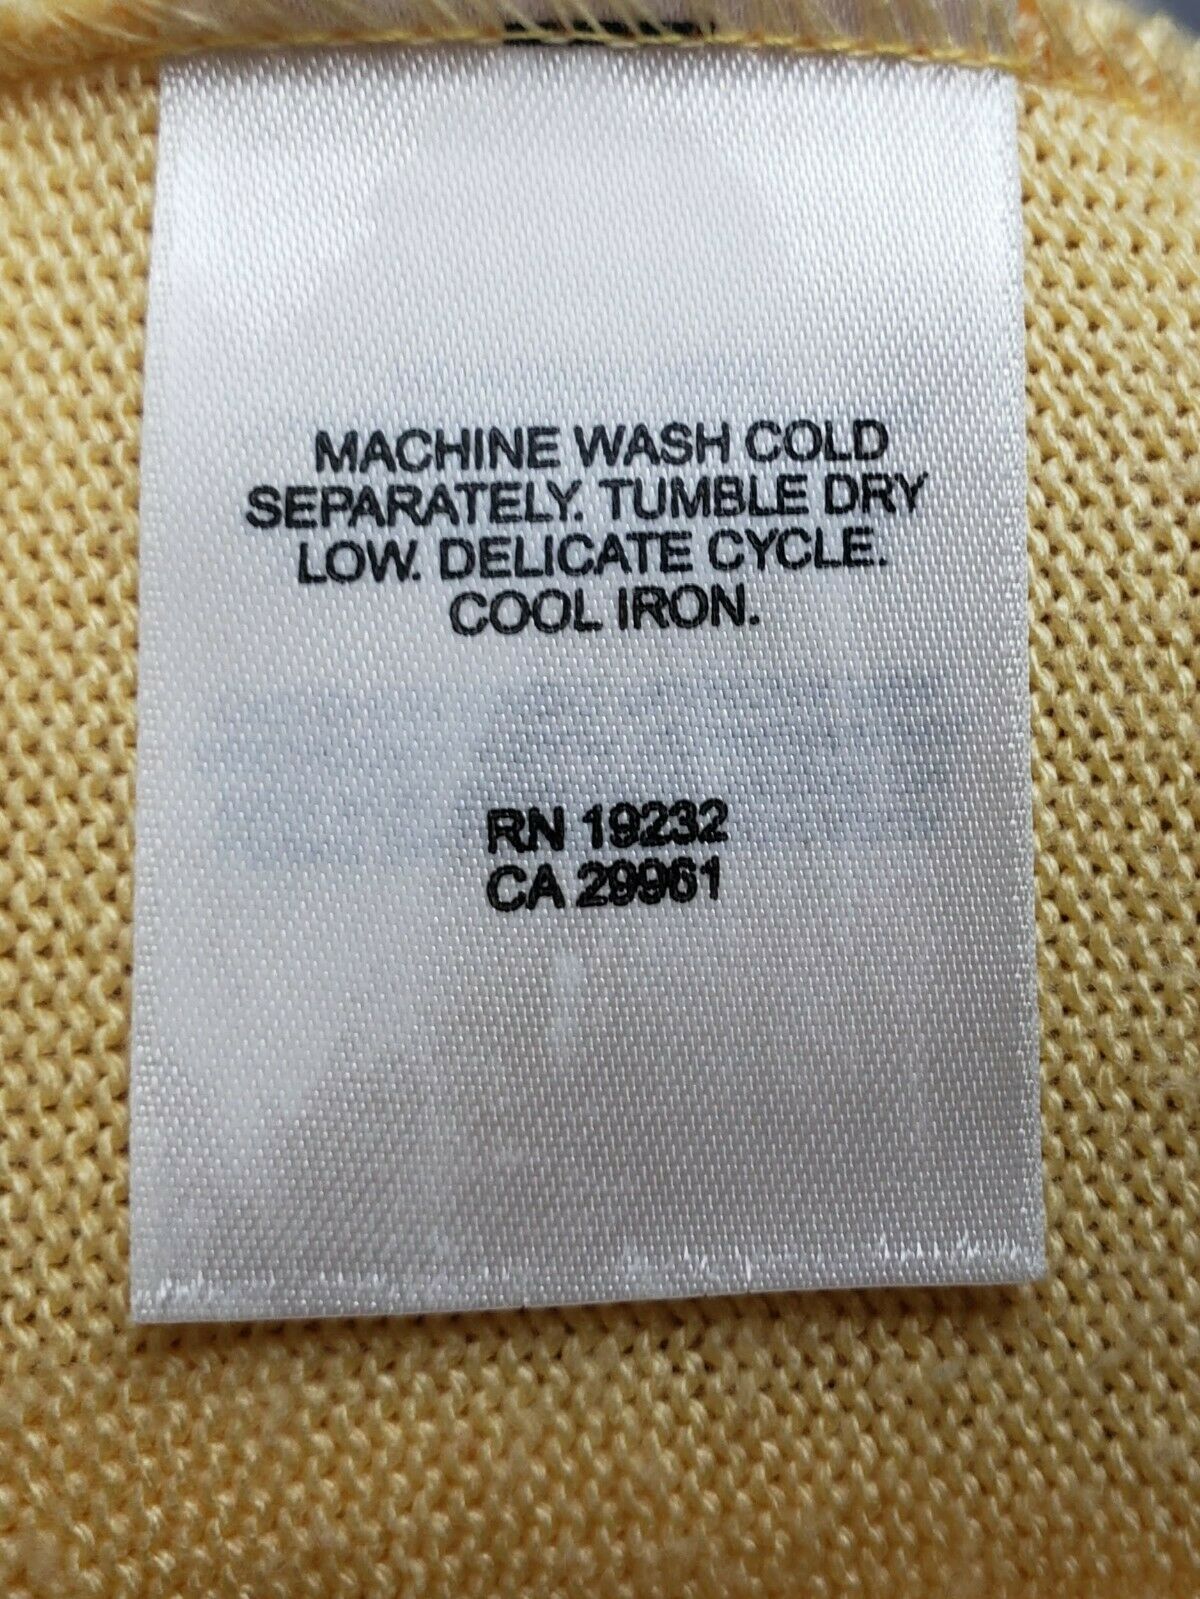 MACHINE WASH COLD
SEPARATELY. TUMBLE DRY
LOW. DELICATE CYCLE.
COOL IRON.
RN 19232
CA 29961